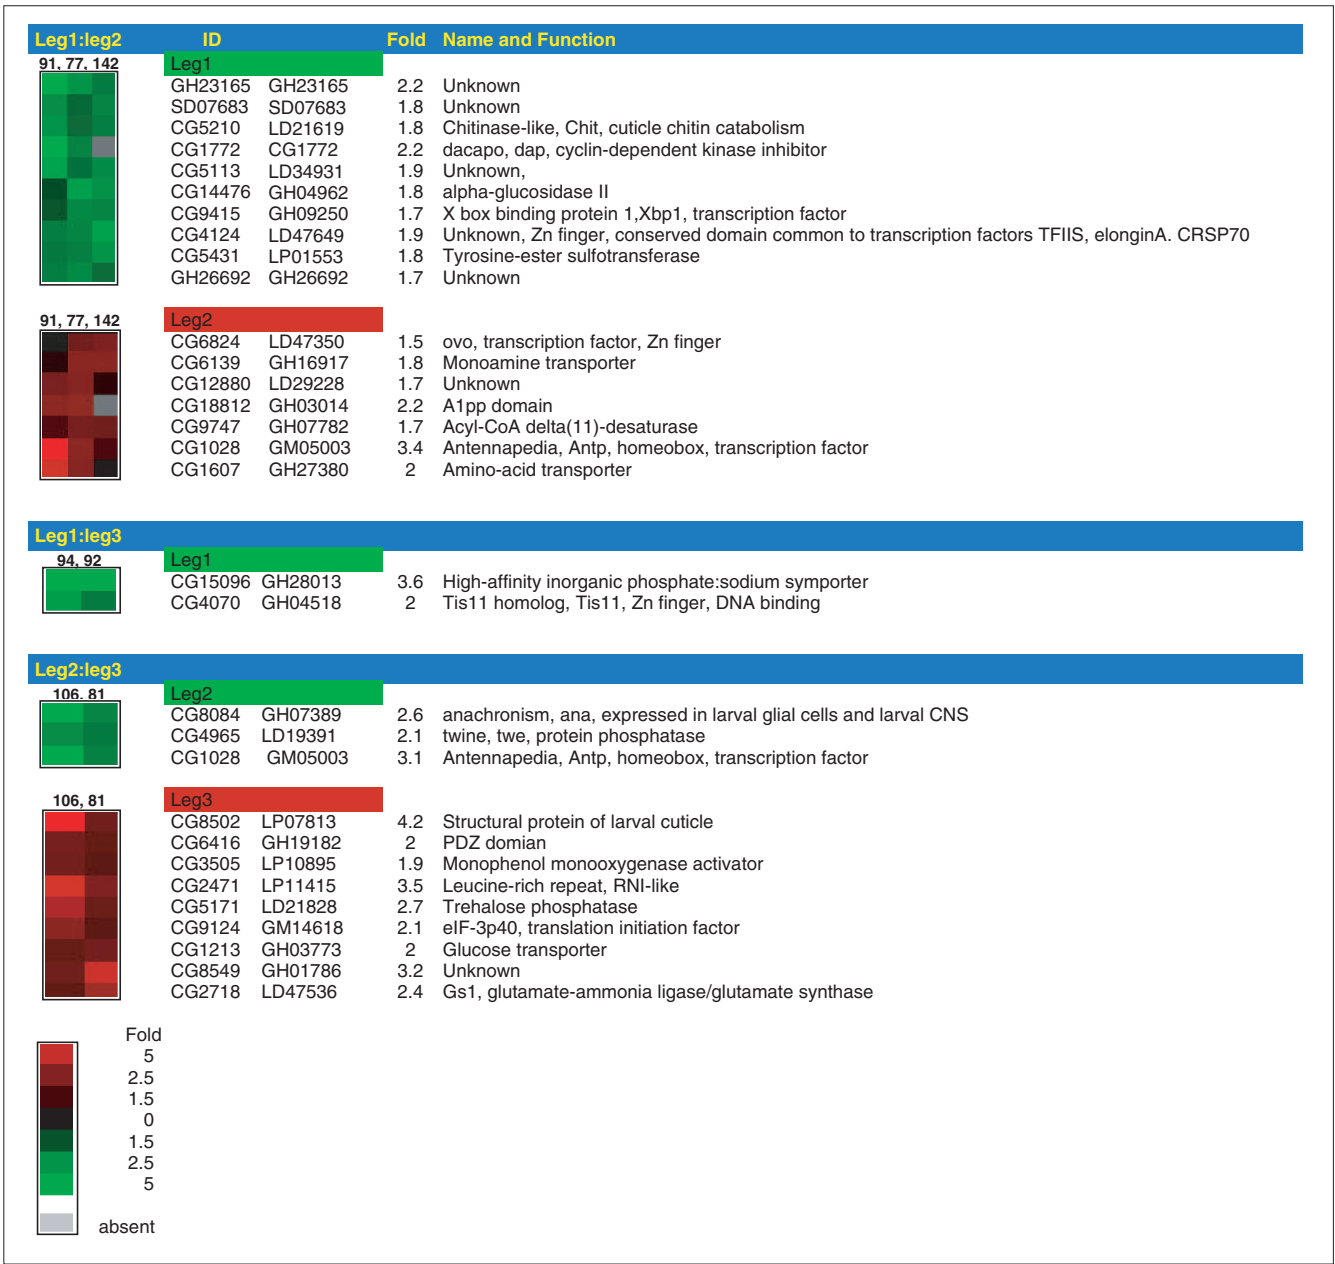 Leg1:leg2 ID Fold Name and Function
91, 77, 142 Leg1
GH23165 GH23165 2.2 Unknown
SD07683 SD07683 1.8 Unknown
CG5210 LD21619 1.8 Chitinase-like, Chit, cuticle chitin catabolism
CG1772 CG1772 2.2 dacapo, dap, cyclin-dependent kinase inhibitor
CG5113 LD34931 1.9 Unknown,
CG14476 GH04962 1.8 alpha-glucosidase II
CG9415 GH09250 1.7 X box binding protein 1,Xbp1, transcription factor
CG4124 LD47649 1.9 Unknown, Zn finger, conserved domain common to transcription factors TFIIS, elonginA. CRSP70
CG5431 LP01553 1.8 Tyrosine-ester sulfotransferase
GH26692 GH26692 1.7 Unknown
91, 77, 142 Leg2
CG6824 LD47350 1.5 ovo, transcription factor, Zn finger
CG6139 GH16917 1.8 Monoamine transporter
CG12880 LD29228 1.7 Unknown
CG18812 GH03014 2.2 A1pp domain
CG9747 GH07782 1.7 Acyl-CoA delta(11)-desaturase
CG1028 GM05003 3.4 Antennapedia, Antp, homeobox, transcription factor
CG1607 GH27380 2 Amino-acid transporter
Leg1:leg3
94, 92 Leg1
CG15096 GH28013 3.6 High-affinity inorganic phosphate:sodium symporter
CG4070 GH04518 2 Tis11 homolog, Tis11, Zn finger, DNA binding
Leg2:leg3
106, 81 Leg2
CG8084 GH07389 2.6 anachronism, ana, expressed in larval glial cells and larval CNS
CG4965 LD19391 2.1 twine, twe, protein phosphatase
CG1028 GM05003 3.1 Antennapedia, Antp, homeobox, transcription factor
106, 81 Leg3
CG8502 LP07813 4.2 Structural protein of larval cuticle
CG6416 GH19182 2 PDZ domian
CG3505 LP10895 1.9 Monophenol monooxygenase activator
CG2471 LP11415 3.5 Leucine-rich repeat, RNI-like
CG5171 LD21828 2.7 Trehalose phosphatase
CG9124 GM14618 2.1 eIF-3p40, translation initiation factor
CG1213 GH03773 2 Glucose transporter
CG8549 GH01786 3.2 Unknown
CG2718 LD47536 2.4 Gs1, glutamate-ammonia ligase/glutamate synthase
Fold
5
2.5
1.5
0
1.5
2.5
5
absent